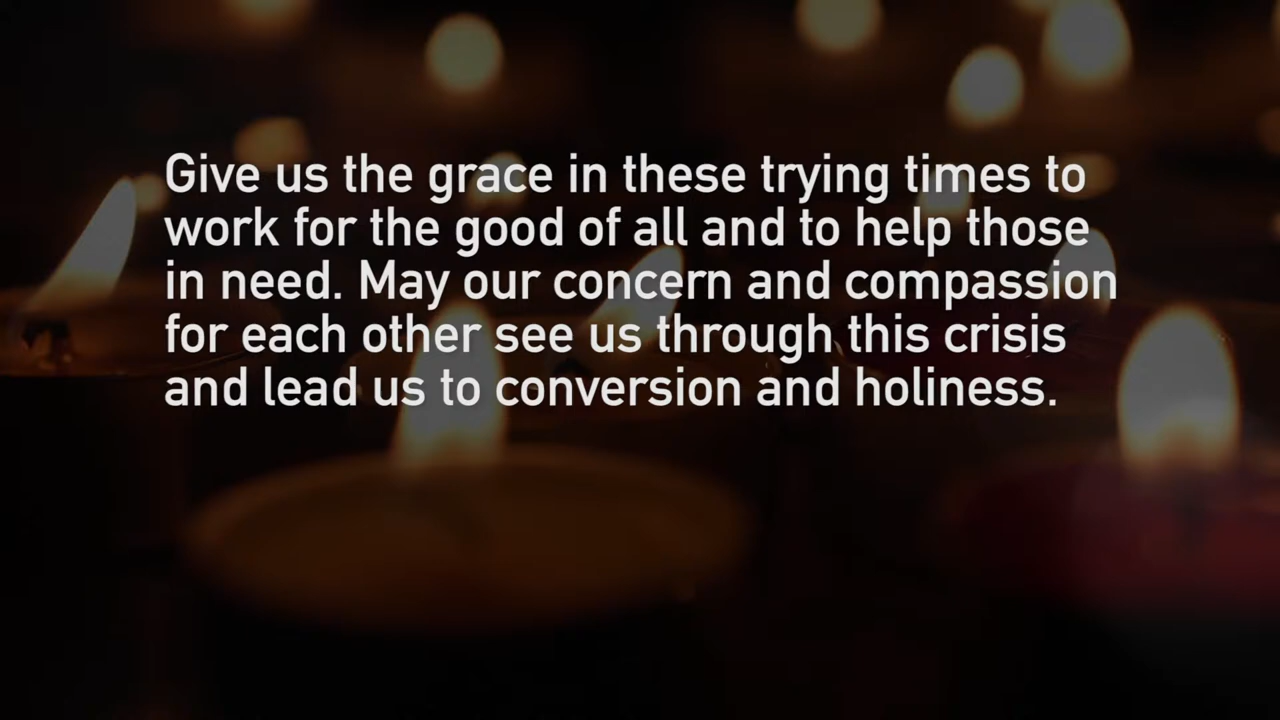 Give us the grace in these trying times to
work for the good of all and to help those
in need. May our concern and compassion
for each other see us through this crisis
and lead us to conversion and holiness.